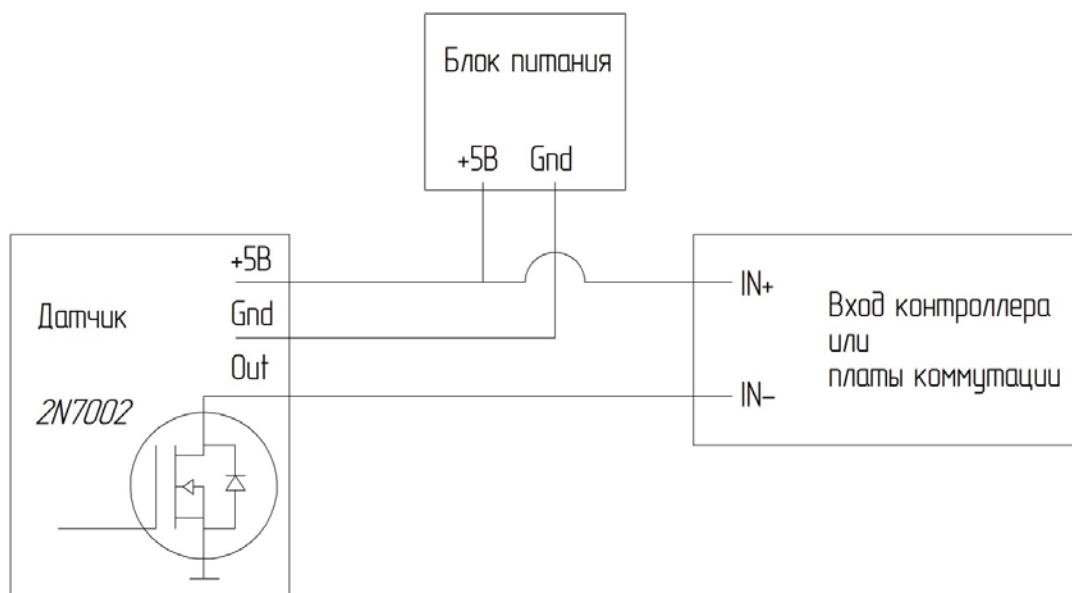 Блок питания
+5В Gnd
+5В
Gnd
Out
Датчик
2N7002
IN+
IN−
Вход контроллера
или
платы коммутации